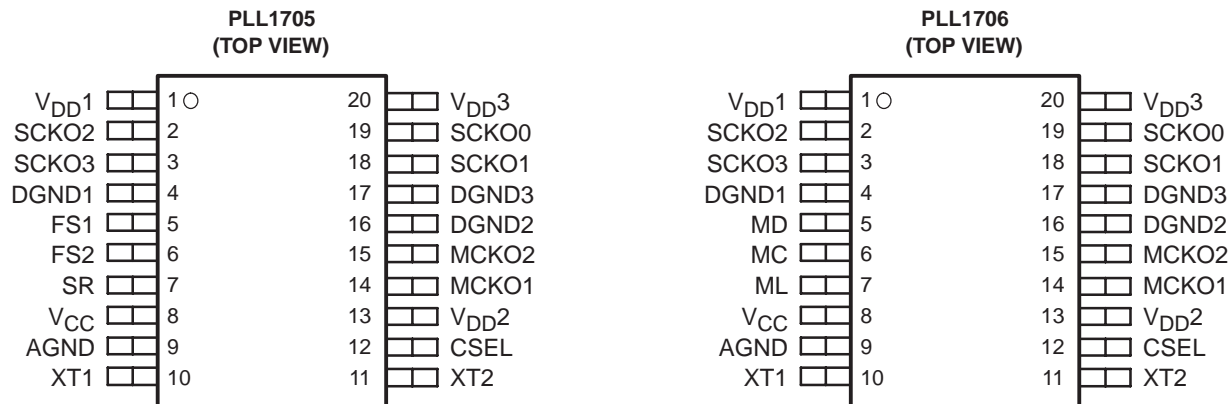 PLL1705
(TOP VIEW)
VDD1 1 20 VDD3
SCKO2 2 19 SCKO0
SCKO3 3 18 SCKO1
DGND1 4 17 DGND3
FS1 5 16 DGND2
FS2 6 15 MCKO2
SR 7 14 MCKO1
VCC 8 13 VDD2
AGND 9 12 CSEL
XT1 10 11 XT2
PLL1706
(TOP VIEW)
VDD1 1 20 VDD3
SCKO2 2 19 SCKO0
SCKO3 3 18 SCKO1
DGND1 4 17 DGND3
MD 5 16 DGND2
MC 6 15 MCKO2
ML 7 14 MCKO1
VCC 8 13 VDD2
AGND 9 12 CSEL
XT1 10 11 XT2